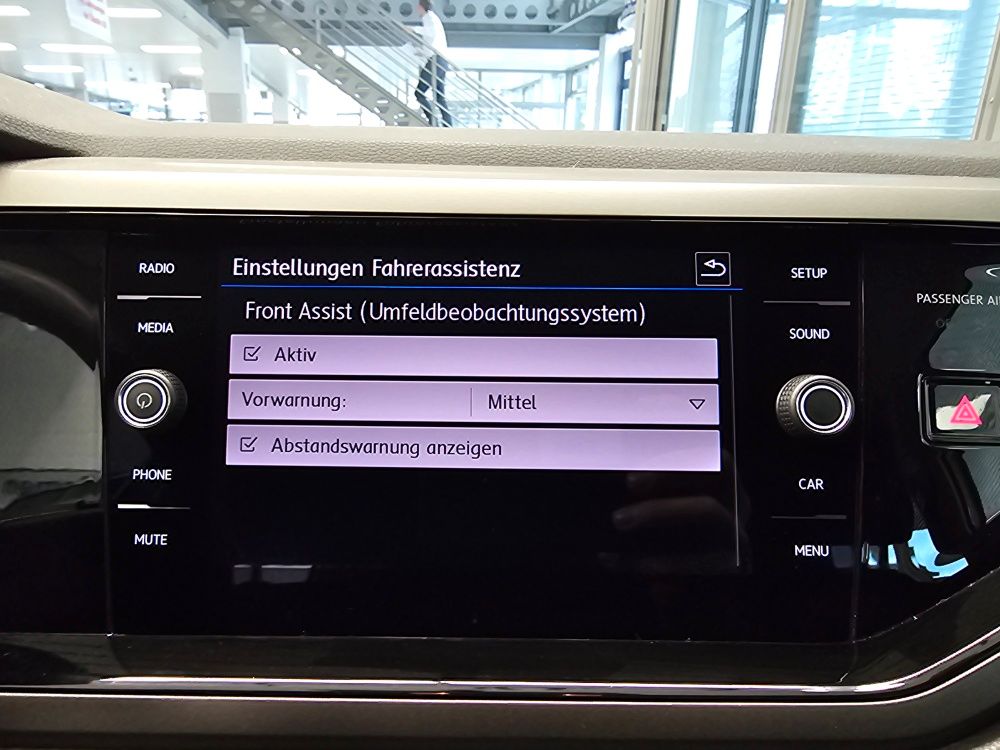 RADIO
MEDIA
PHONE
MUTE
Einstellungen Fahrerassistenz
Front Assist (Umfeldbeobachtungssystem)
Aktiv
Vorwarnung: Mittel
Abstandswarnung anzeigen
SETUP
SOUND
CAR
MENU
PASSENGER